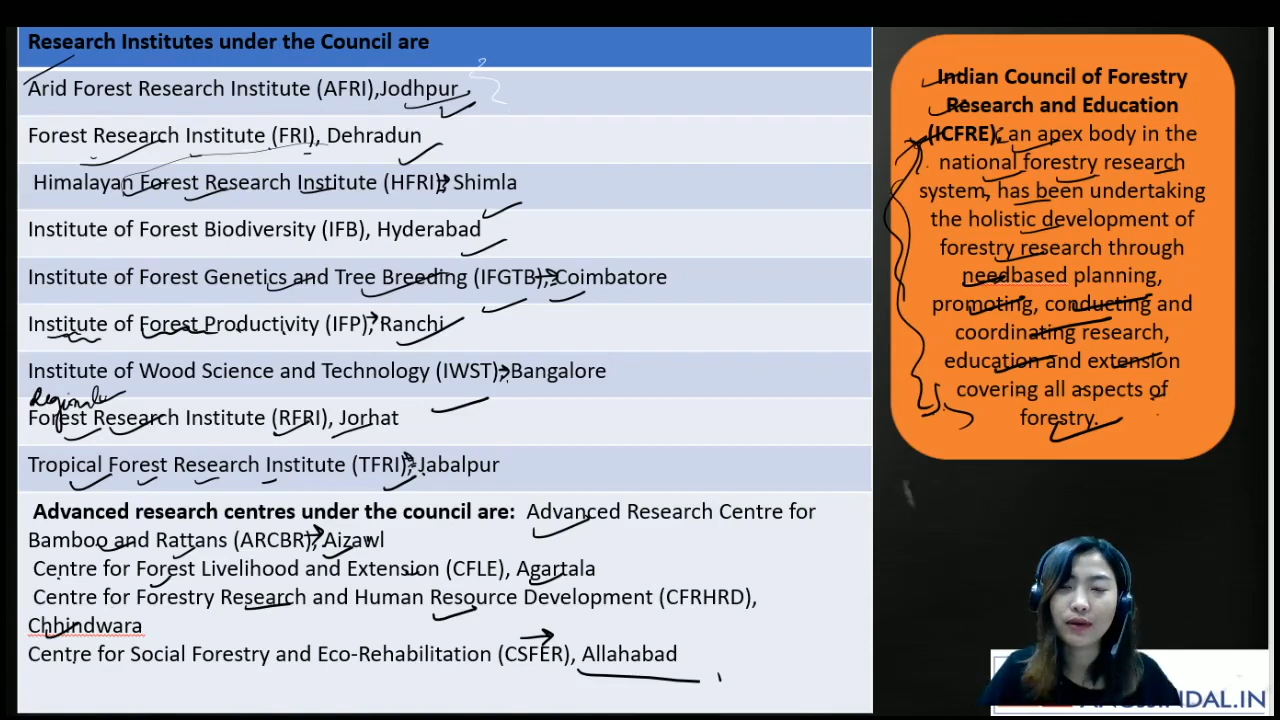 Research Institutes under the Council are
Arid Forest Research Institute (AFRI),Jodhpur
Forest Research Institute (FRI), Dehradun
Himalayan Forest Research Institute (HFRI), Shimla
Institute of Forest Biodiversity (IFB), Hyderabad
Institute of Forest Genetics and Tree Breeding (IFGTB), Coimbatore
Institute of Forest Productivity (IFP), Ranchi
Institute of Wood Science and Technology (IWST), Bangalore
Regional
Forest Research Institute (RFRI), Jorhat
Tropical Forest Research Institute (TFRI), Jabalpur
Advanced research centres under the council are: Advanced Research Centre for
Bamboo and Rattans (ARCBR), Aizawl
Centre for Forest Livelihood and Extension (CFLE), Agartala
Centre for Forestry Research and Human Resource Development (CFRHRD),
Chhindwara
Centre for Social Forestry and Eco-Rehabilitation (CSFER), Allahabad
Indian Council of Forestry
Research and Education
(ICFRE), an apex body in the
national forestry research
system, has been undertaking
the holistic development of
forestry research through
needbased planning,
promoting, conducting and
coordinating research,
education and extension
covering all aspects of
forestry.